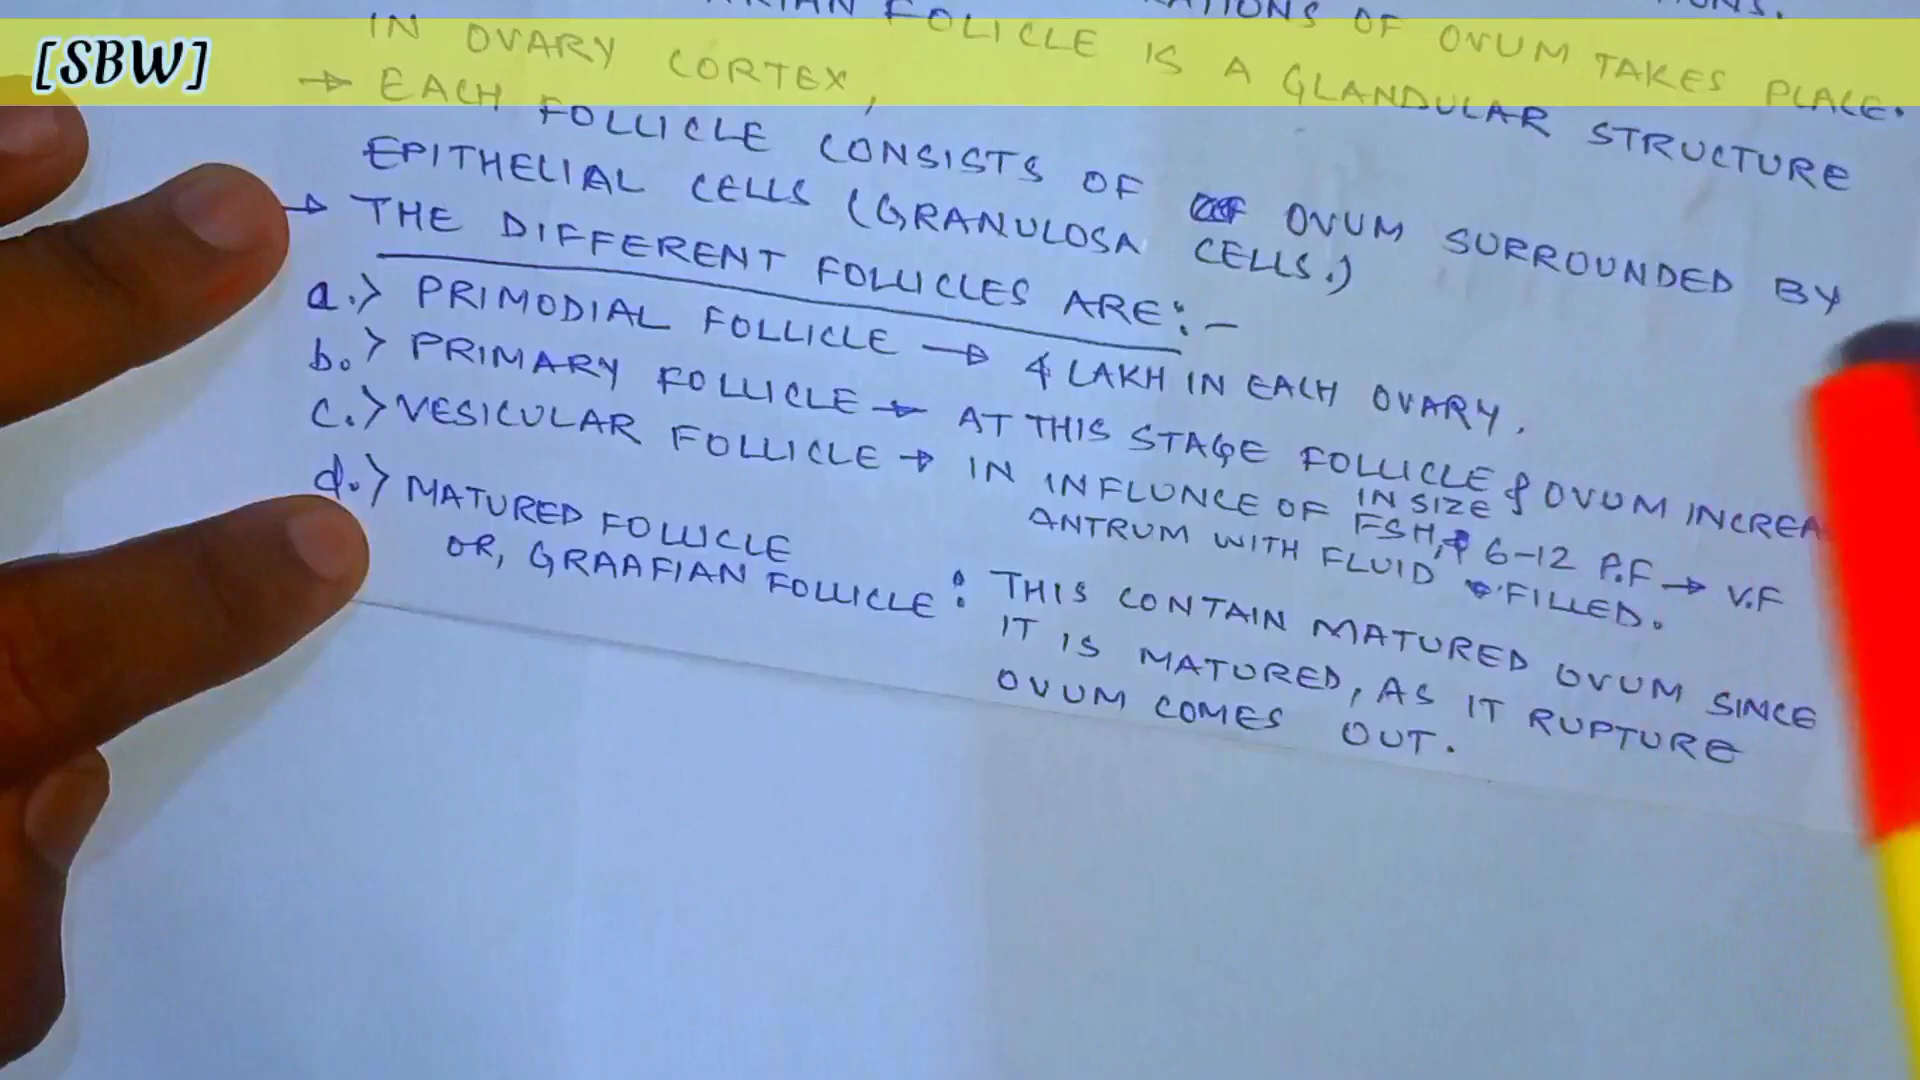 [SBW]
FOLICLE IS A GLANDULAR STRUCTURE
OF OVUM TAKES PLACE.
IN OVARY CORTEX,
→ EACH FOLLICLE CONSISTS OF OVUM SURROUNDED BY
EPITHELIAL CELLS (GRANULOSA CELLS.)
→ THE DIFFERENT FOLLICLES ARE:-
a.> PRIMODIAL FOLLICLE → 4 LAKH IN EACH OVARY.
b.> PRIMARY FOLLICLE → AT THIS STAGE FOLLICLE & OVUM
IN SIZE
c.> VESICULAR FOLLICLE → IN INFLUNCE OF FSH, 6-12 P.F → V.F
ANTRUM WITH FLUID FILLED.
d.> MATURED FOLLICLE
OR, GRAAFIAN FOLLICLE: THIS CONTAIN MATURED OVUM SINCE
IT IS MATURED, AS IT RUPTURE
OVUM COMES OUT.